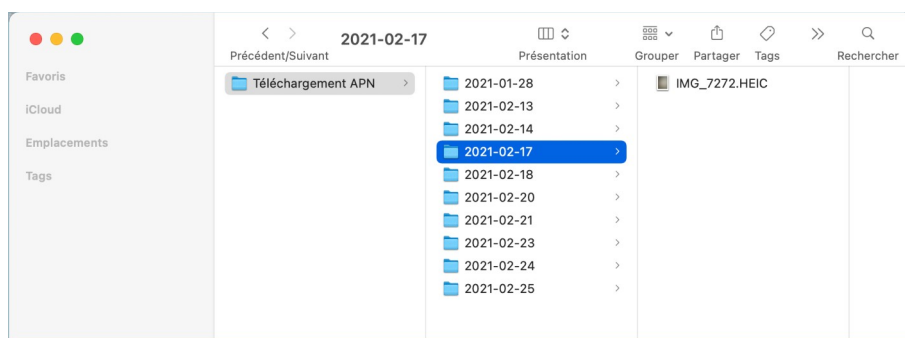 2021-02-17
Précédent/Suivant
Présentation
Grouper
Partager
Tags
Rechercher
Favoris
iCloud
Emplacements
Tags
Téléchargement APN
2021-01-28
2021-02-13
2021-02-14
2021-02-17
2021-02-18
2021-02-20
2021-02-21
2021-02-23
2021-02-24
2021-02-25
IMG_7272.HEIC